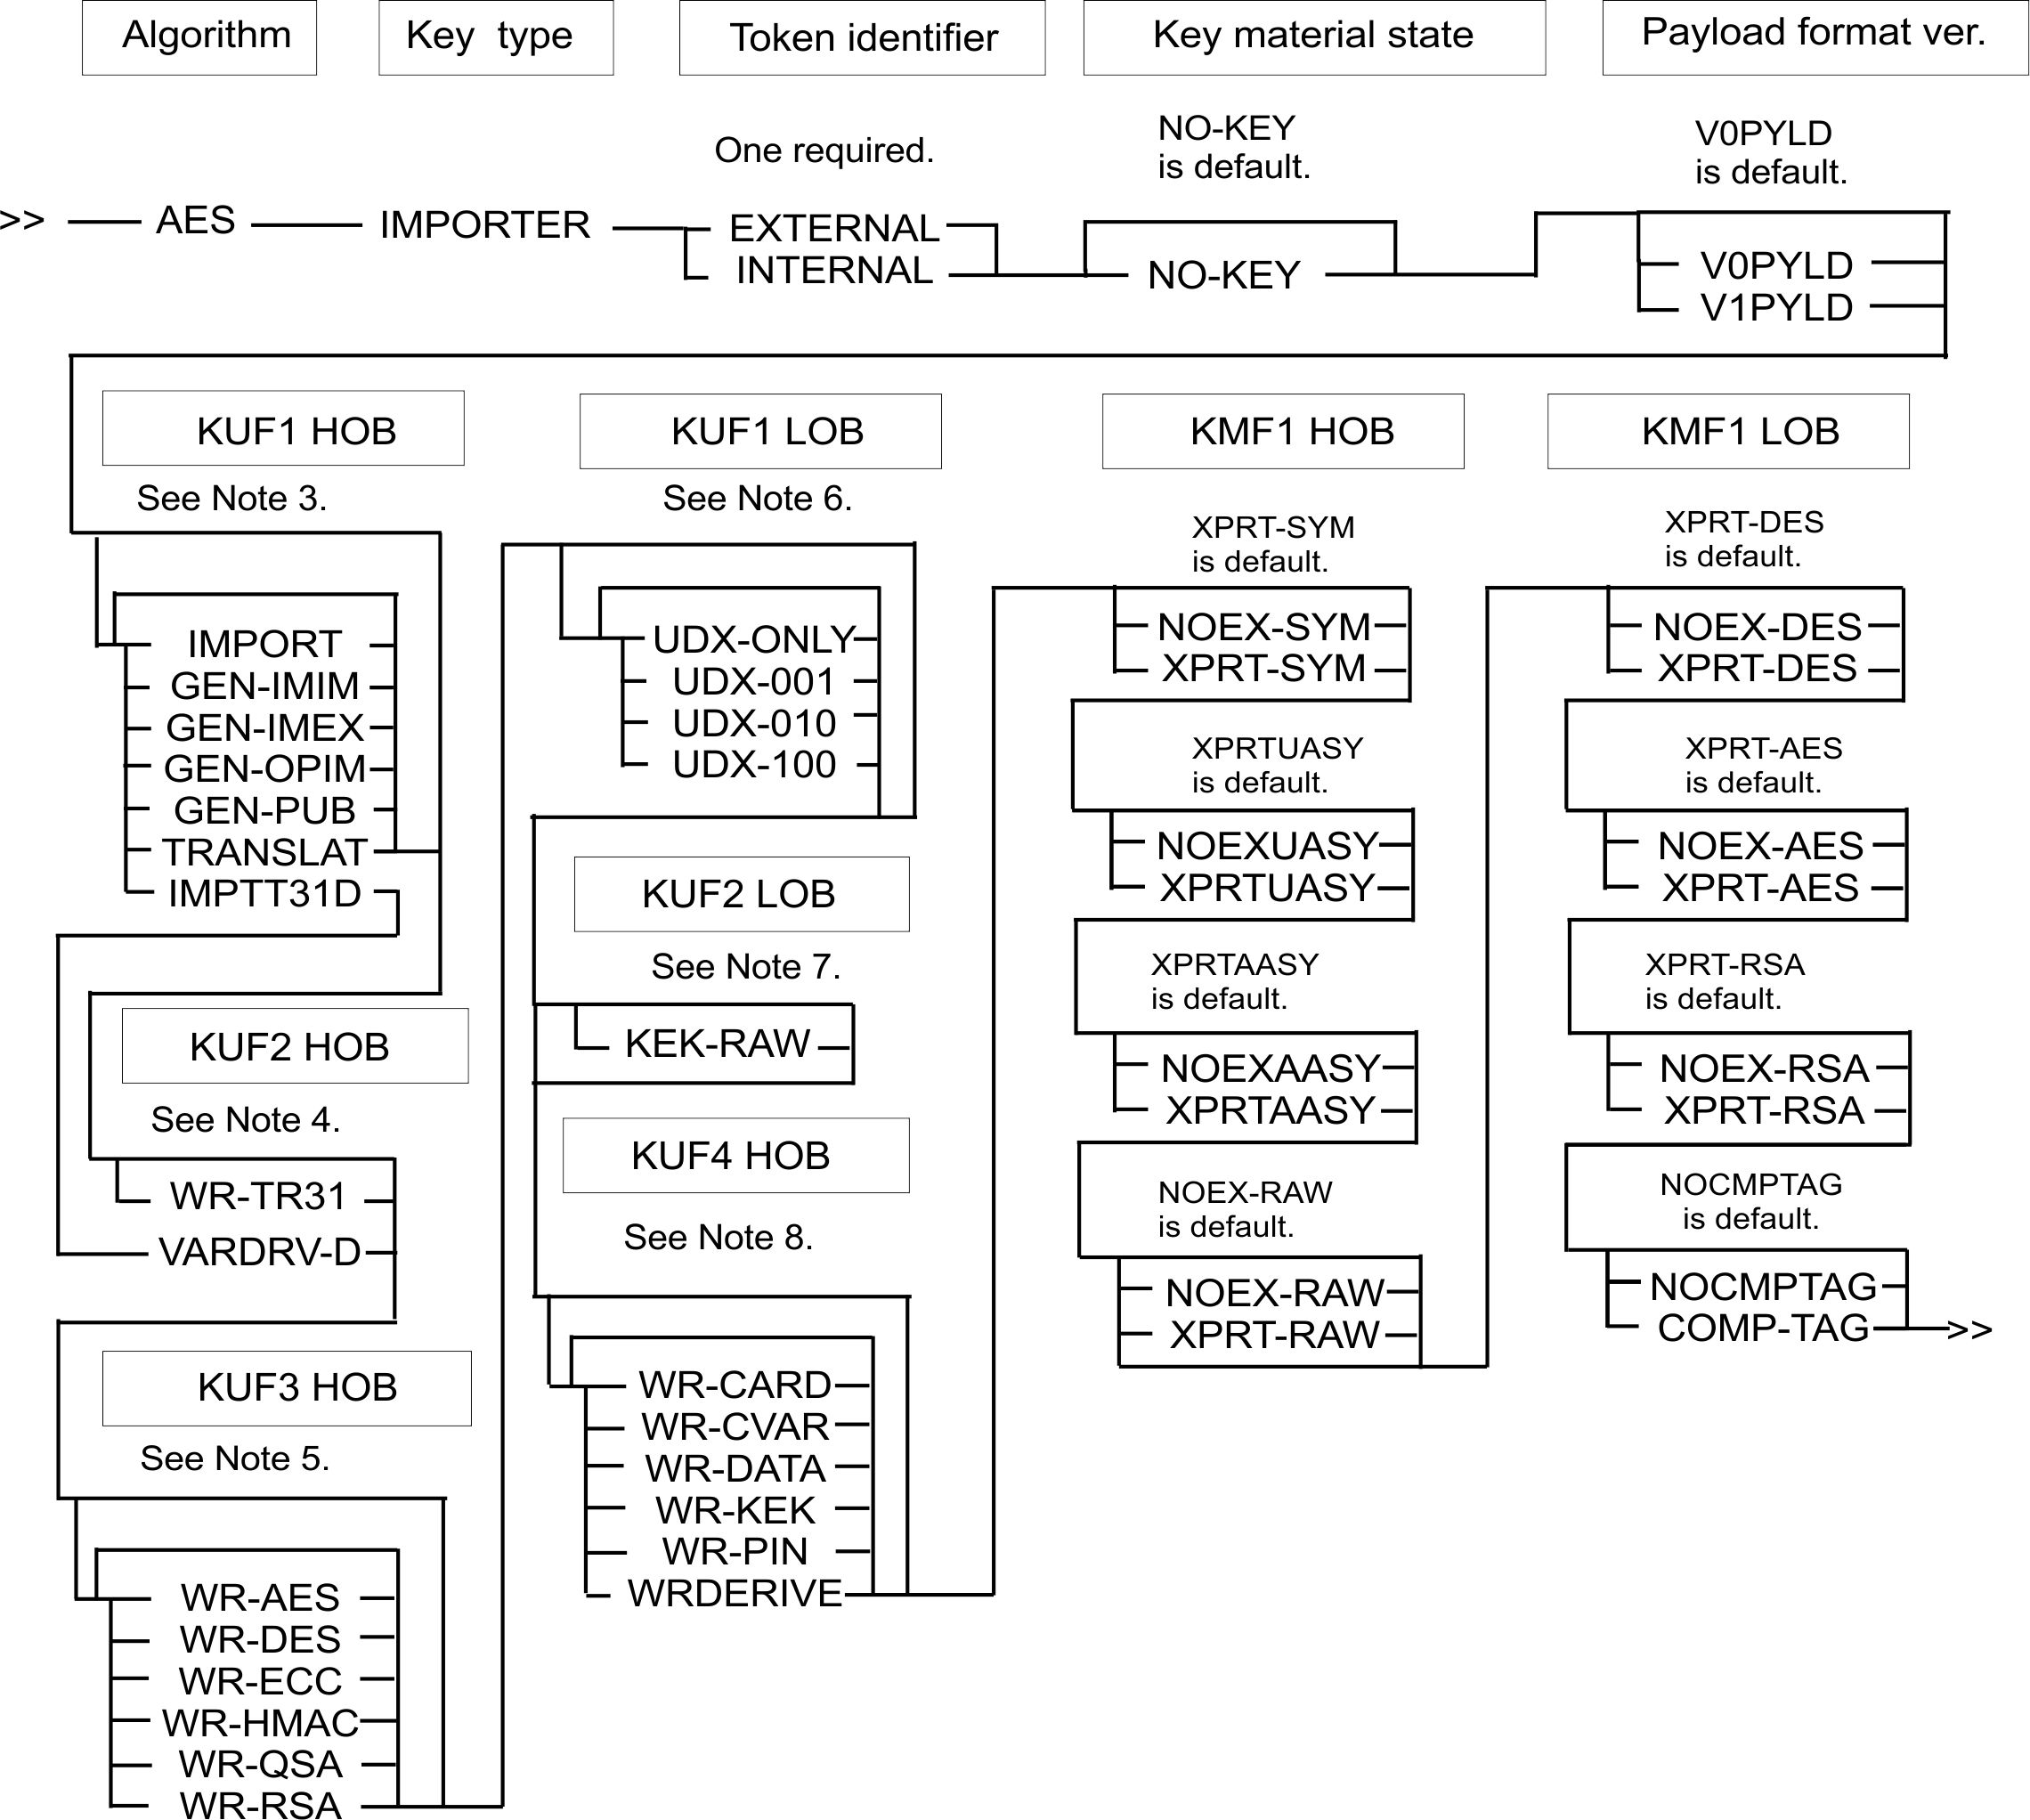 Algorithm
Key type
Token identifier
Key material state
Payload format ver.
One required.
NO-KEY
is default.
V0PYLD
is default.
>>
AES
IMPORTER
EXTERNAL
INTERNAL
NO-KEY
V0PYLD
V1PYLD
KUF1 HOB
See Note 3.
IMPORT
GEN-IMIM
GEN-IMEX
GEN-OPIM
GEN-PUB
TRANSLAT
IMPTT31D
KUF2 HOB
See Note 4.
WR-TR31
VARDRV-D
KUF3 HOB
See Note 5.
WR-AES
WR-DES
WR-ECC
WR-HMAC
WR-QSA
WR-RSA
KUF1 LOB
See Note 6.
UDX-ONLY
UDX-001
UDX-010
UDX-100
KUF2 LOB
See Note 7.
KEK-RAW
KUF4 HOB
See Note 8.
WR-CARD
WR-CVAR
WR-DATA
WR-KEK
WR-PIN
WRDERIVE
KMF1 HOB
XPRT-SYM
is default.
NOEX-SYM
XPRT-SYM
XPRTUASY
is default.
NOEXUASY
XPRTUASY
XPRTAASY
is default.
NOEXAASY
XPRTAASY
NOEX-RAW
is default.
NOEX-RAW
XPRT-RAW
KMF1 LOB
XPRT-DES
is default.
NOEX-DES
XPRT-DES
XPRT-AES
is default.
NOEX-AES
XPRT-AES
XPRT-RSA
is default.
NOEX-RSA
XPRT-RSA
NOCMPTAG
is default.
NOCMPTAG
COMP-TAG
>>